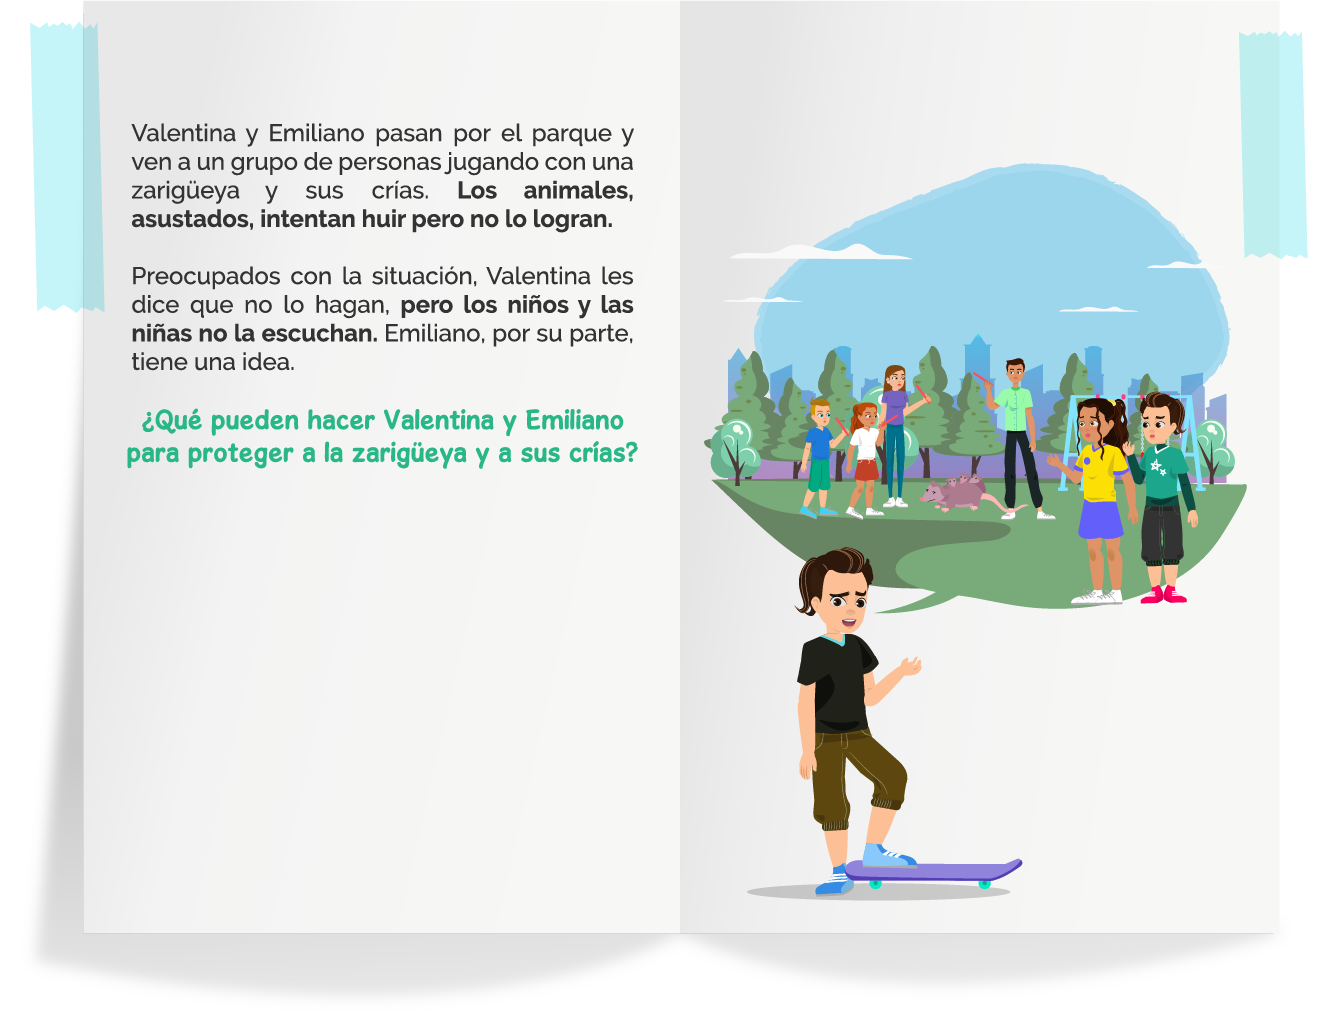 Valentina y Emiliano pasan por el parque y
ven a un grupo de personas jugando con una
zarigüeya y sus crías. Los animales,
asustados, intentan huir pero no lo logran.
Preocupados con la situación, Valentina les
dice que no lo hagan, pero los niños y las
niñas no la escuchan. Emiliano, por su parte,
tiene una idea.
¿Qué pueden hacer Valentina y Emiliano
para proteger a la zarigüeya y a sus crías?